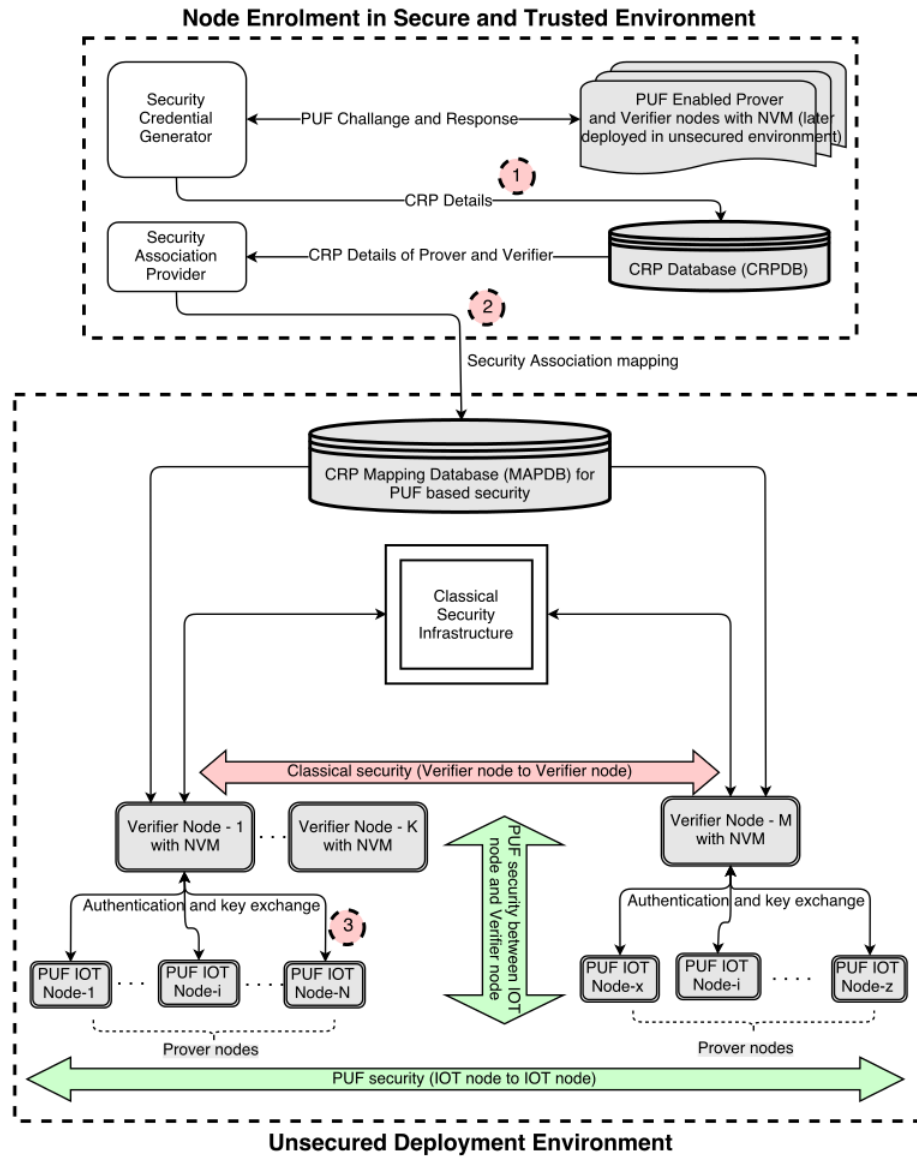 Node Enrolment in Secure and Trusted Environment
Security
Credential
Generator
PUF Challange and Response
PUF Enabled Prover
and Verifier nodes with NVM (later
deployed in unsecured environment)
1
CRP Details
Security
Association
Provider
CRP Details of Prover and Verifier
CRP Database (CRPDB)
2
Security Association mapping
CRP Mapping Database (MAPDB) for
PUF based security
Classical
Security
Infrastructure
Classical security (Verifier node to Verifier node)
Verifier Node - 1
with NVM
. . .
Verifier Node - K
with NVM
PUF security between IOT
node and Verifier node
Verifier Node - M
with NVM
Authentication and key exchange
3
Authentication and key exchange
PUF IOT
Node-1
. . .
PUF IOT
Node-i
. . . .
PUF IOT
Node-N
PUF IOT
Node-x
. . .
PUF IOT
Node-i
. . . .
PUF IOT
Node-z
Prover nodes
Prover nodes
PUF security (IOT node to IOT node)
Unsecured Deployment Environment